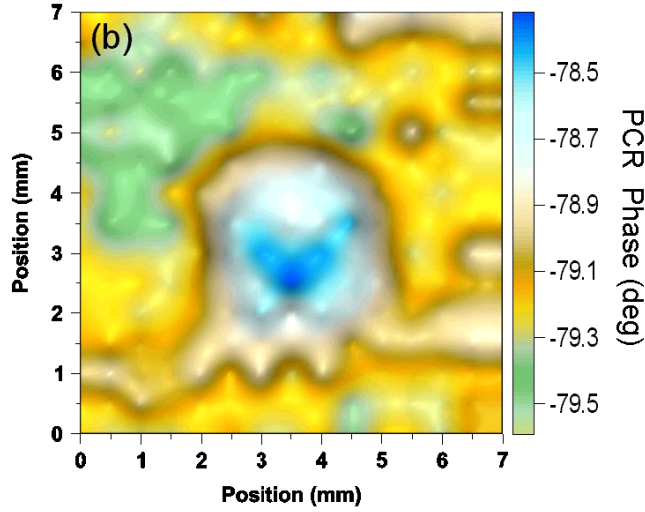 (b)
7
6
5
4
3
2
1
0
Position (mm)
0 1 2 3 4 5 6 7
Position (mm)
-78.5
-78.7
-78.9
-79.1
-79.3
-79.5
PCR Phase (deg)